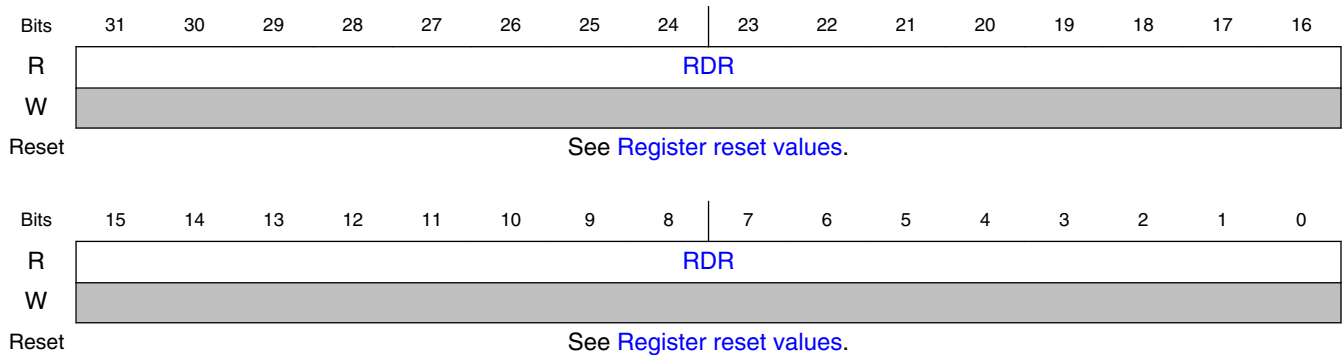 Bits 31 30 29 28 27 26 25 24 23 22 21 20 19 18 17 16
R RDR
W
Reset See Register reset values.
Bits 15 14 13 12 11 10 9 8 7 6 5 4 3 2 1 0
R RDR
W
Reset See Register reset values.